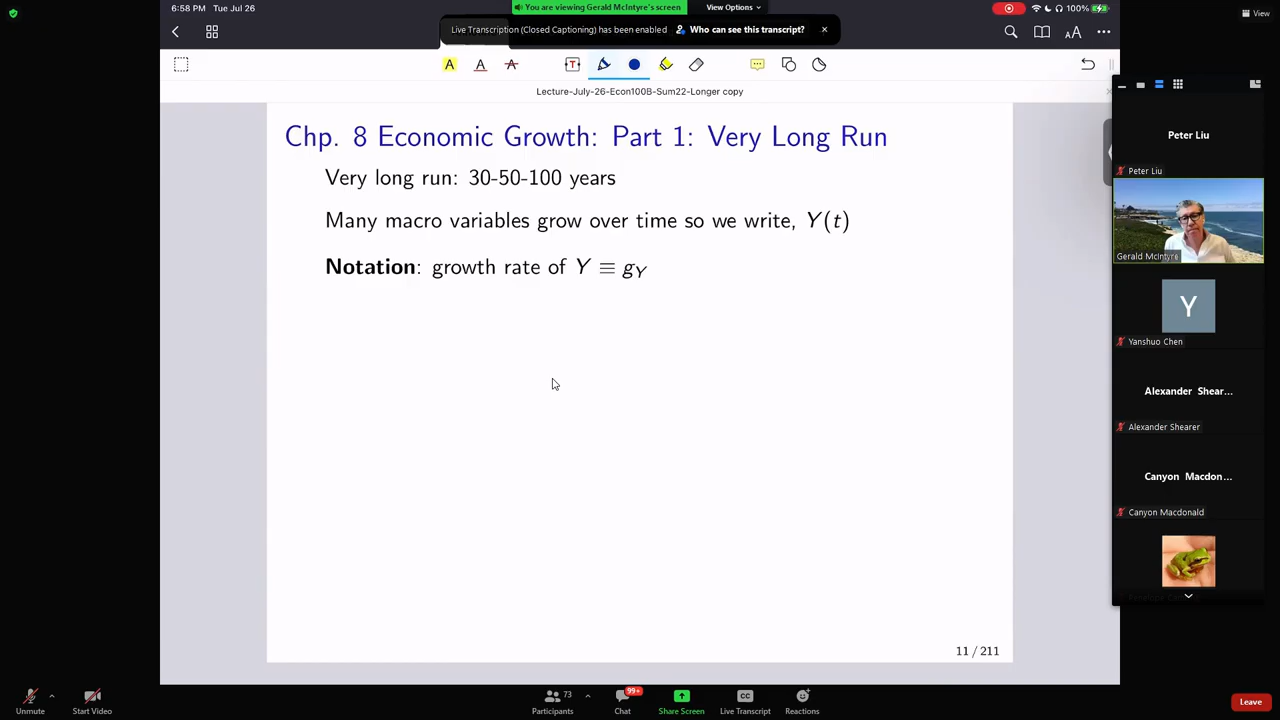 6:58 PM Tue Jul 26
You are viewing Gerald McIntyre's screen
View Options
100%
View
Live Transcription (Closed Captioning) has been enabled
Who can see this transcript?
Lecture-July-26-Econ100B-Sum22-Longer copy
Chp. 8 Economic Growth: Part 1: Very Long Run
Very long run: 30-50-100 years
Many macro variables grow over time so we write, Y(t)
Notation: growth rate of Y ≡ g_Y
11 / 211
Peter Liu
Peter Liu
Gerald McIntyre
Y
Yanshuo Chen
Alexander Shear...
Alexander Shearer
Canyon Macdon...
Canyon Macdonald
Unmute
Start Video
73
Participants
99+
Chat
Share Screen
CC
Live Transcript
Reactions
Leave